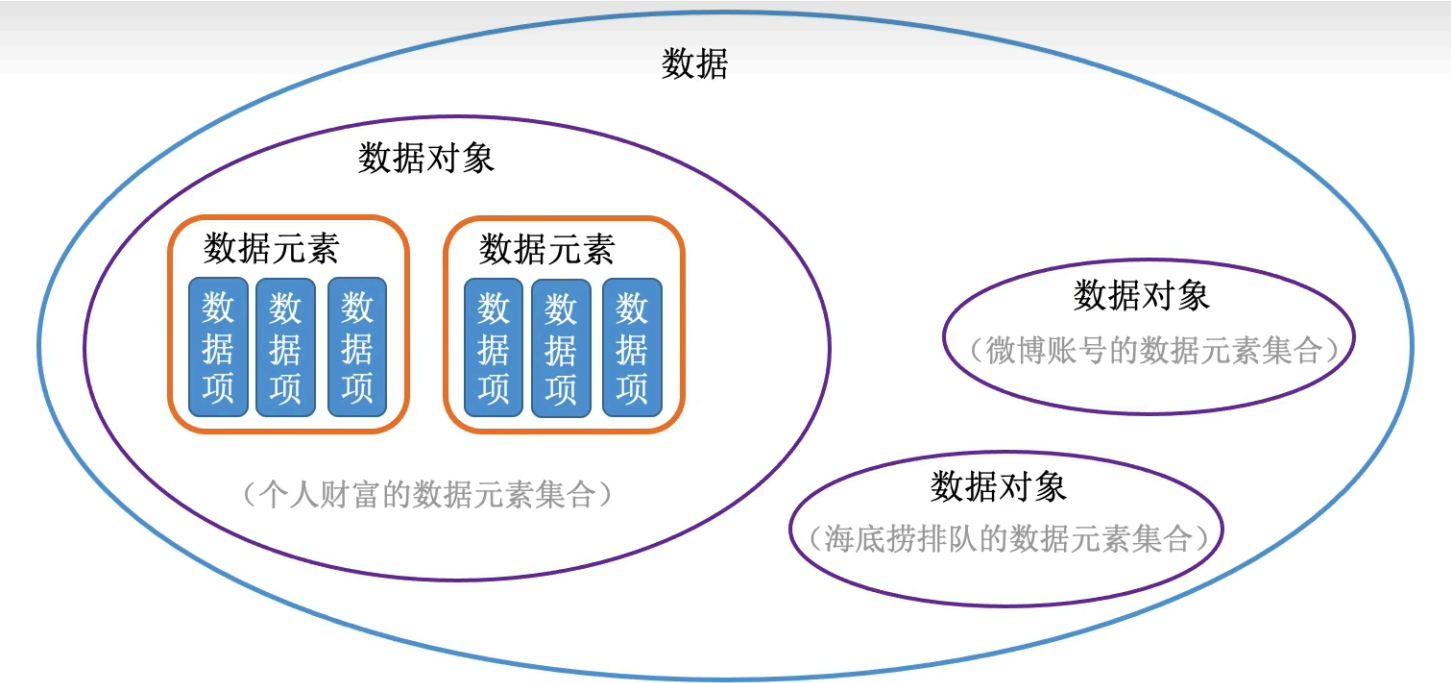 数据
数据对象
数据元素
数据项
数据项
数据项
数据元素
数据项
数据项
数据项
（个人财富的数据元素集合）
数据对象
（微博账号的数据元素集合）
数据对象
（海底捞排队的数据元素集合）